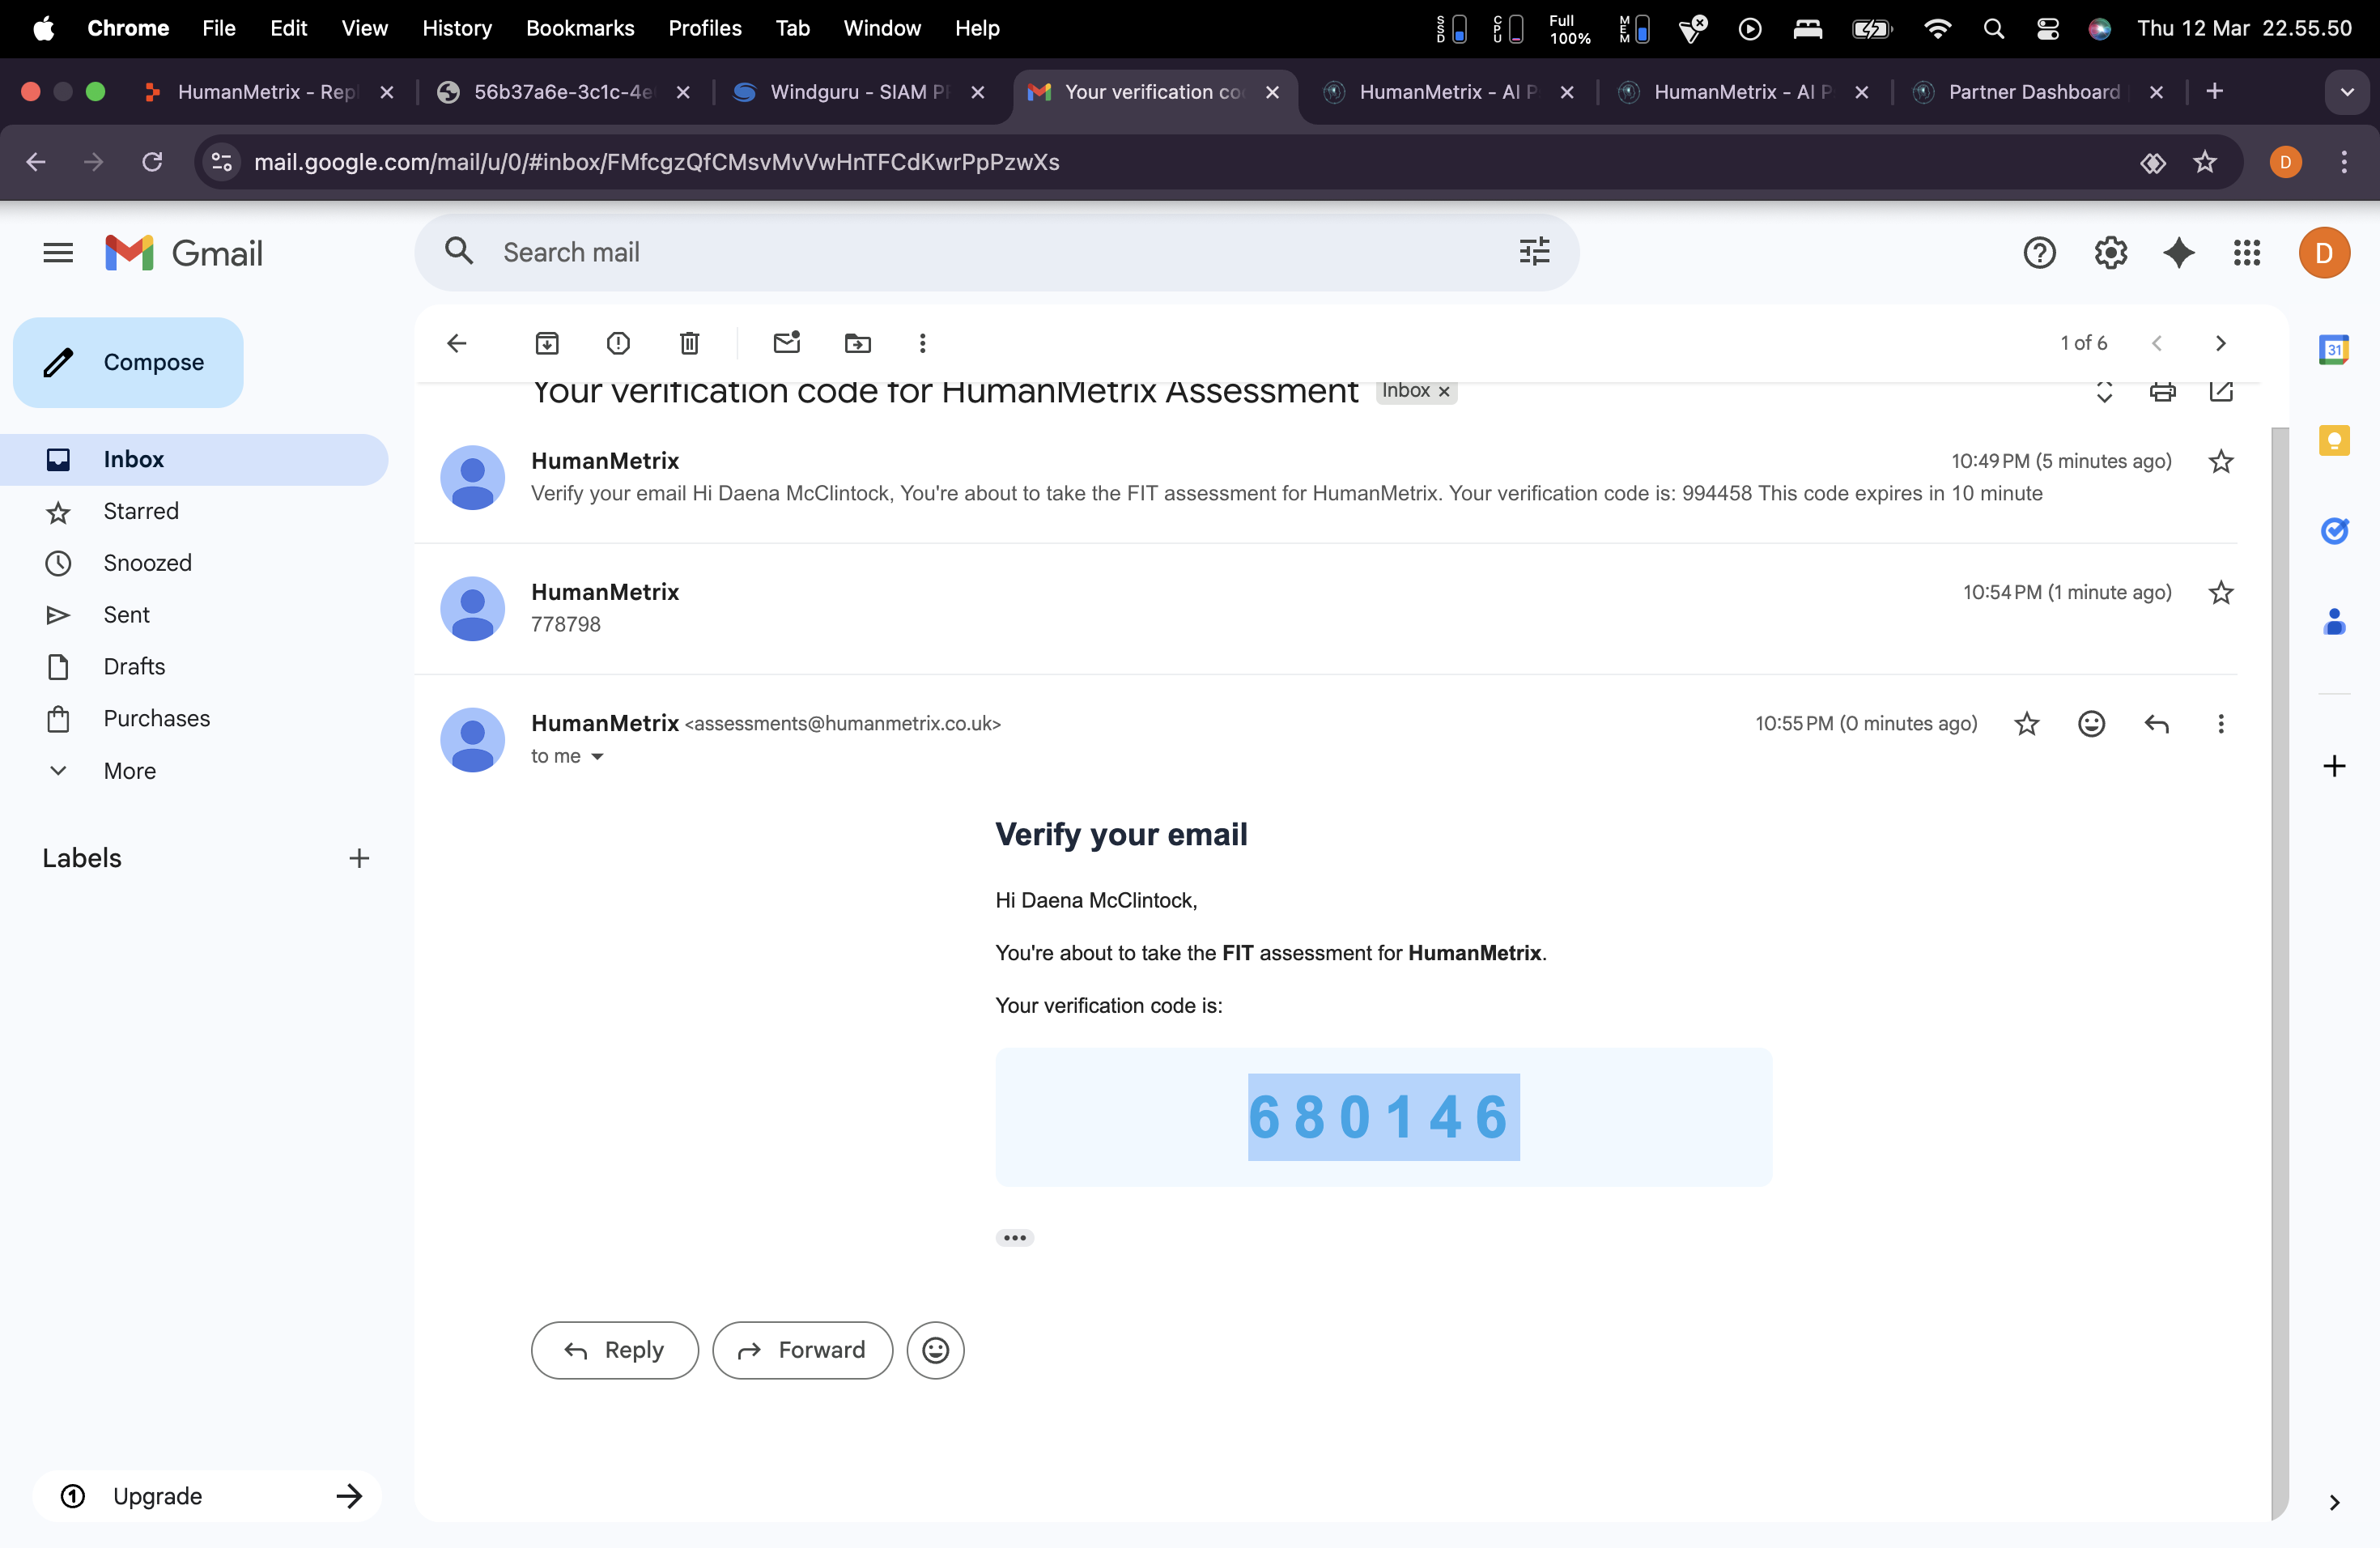 Chrome File Edit View History Bookmarks Profiles Tab Window Help SSD CPU Full 100% MEM Thu 12 Mar 22.55.50
HumanMetrix - Repl 56b37a6e-3c1c-4e Windguru - SIAM Pl Your verification co HumanMetrix - AI P HumanMetrix - AI P Partner Dashboard
mail.google.com/mail/u/0/#inbox/FMfcgzQfCMsvMvVwHnTFCdKwrPpPzwXs D
Gmail Search mail D
Compose
Inbox
Starred
Snoozed
Sent
Drafts
Purchases
More
Labels
1 of 6
31
Your verification code for HumanMetrix Assessment Inbox
HumanMetrix 10:49 PM (5 minutes ago)
Verify your email Hi Daena McClintock, You're about to take the FIT assessment for HumanMetrix. Your verification code is: 994458 This code expires in 10 minute
HumanMetrix 10:54 PM (1 minute ago)
778798
HumanMetrix <assessments@humanmetrix.co.uk> 10:55 PM (0 minutes ago)
to me
Verify your email
Hi Daena McClintock,
You're about to take the FIT assessment for HumanMetrix.
Your verification code is:
680146
Reply Forward
1 Upgrade